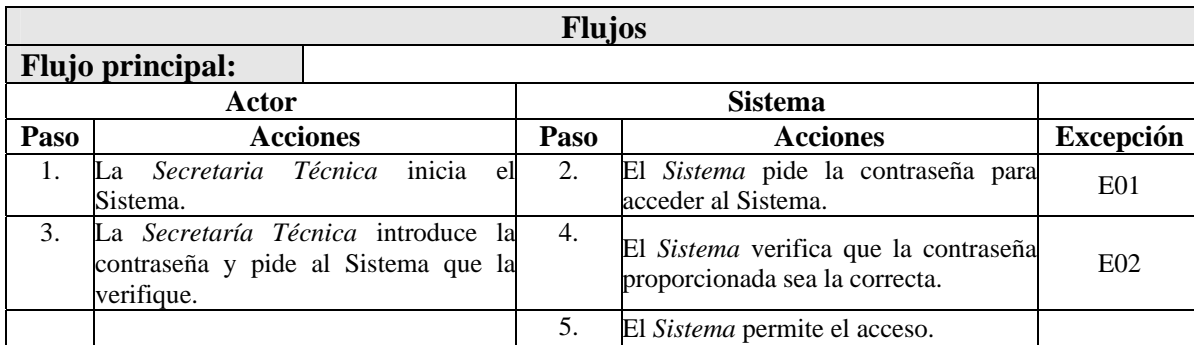 Flujos
Flujo principal:
Actor Sistema
Paso Acciones Paso Acciones Excepción
1. La Secretaria Técnica inicia el
Sistema.
2. El Sistema pide la contraseña para
acceder al Sistema.
E01
3. La Secretaría Técnica introduce la
contraseña y pide al Sistema que la
verifique.
4. El Sistema verifica que la contraseña
proporcionada sea la correcta.
E02
5. El Sistema permite el acceso.